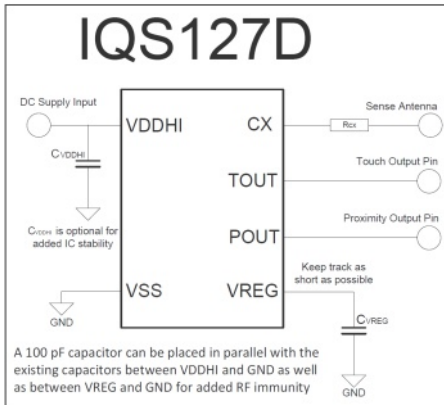 IQS127D
DC Supply Input
Sense Antenna
VDDHI
CX
Rcx
CVDDHI
TOUT
Touch Output Pin
CVDDHI is optional for
added IC stability
POUT
Proximity Output Pin
Keep track as
short as possible
VSS
VREG
GND
CVREG
A 100 pF capacitor can be placed in parallel with the
existing capacitors between VDDHI and GND as well
as between VREG and GND for added RF immunity
GND